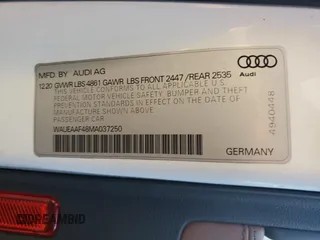 MFD. BY AUDI AG
12.20 GVWR LBS 4861 GAWR LBS FRONT 2447 / REAR 2535
THIS VEHICLE CONFORMS TO ALL APPLICABLE
FEDERAL MOTOR VEHICLE SAFETY, BUMPER AND THEFT
PREVENTION STANDARDS IN EFFECT ON THE DATE OF
MANUFACTURE SHOWN ABOVE.
PASSENGER CAR
Audi
4940448
WAUEAAF48MA037250
GERMANY
DREAMBID